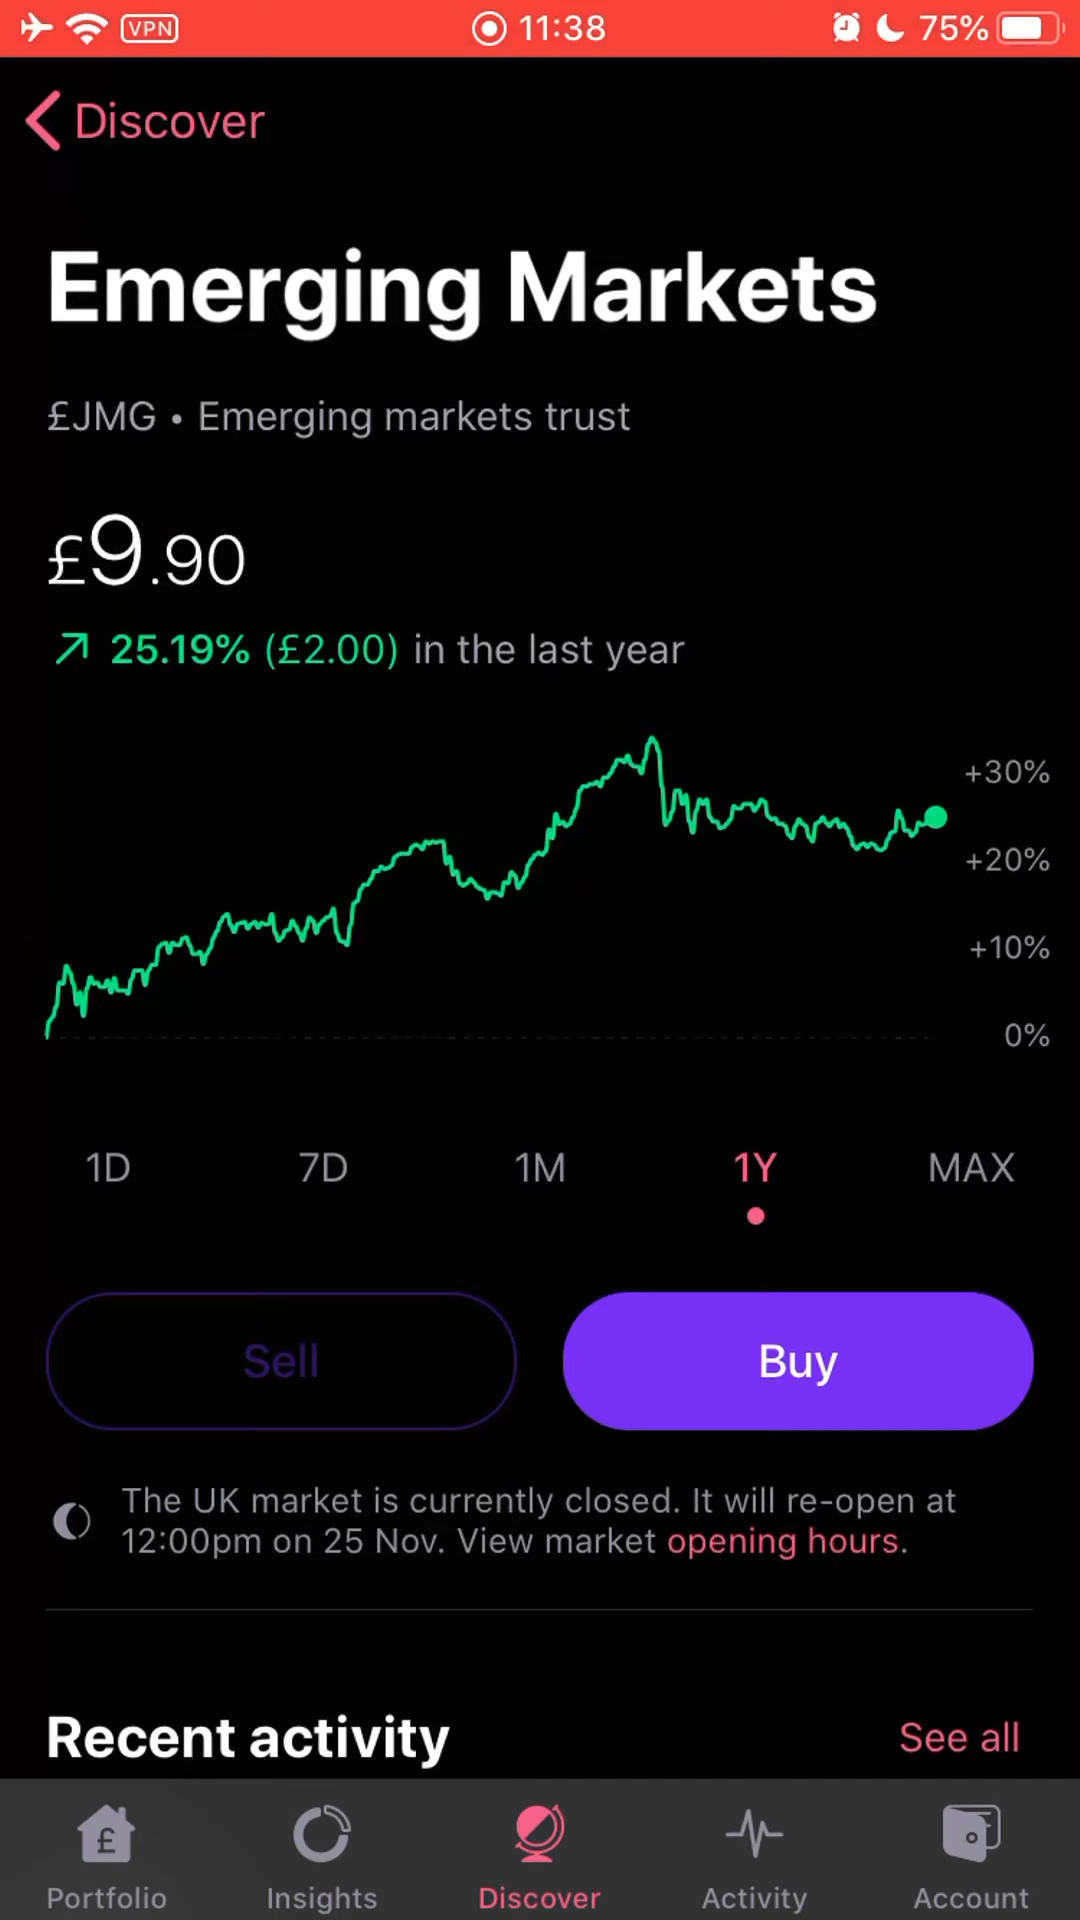 VPN 11:38 75%
Discover
Emerging Markets
£JMG • Emerging markets trust
£9.90
25.19% (£2.00) in the last year
+30%
+20%
+10%
0%
1D 7D 1M 1Y MAX
Sell Buy
The UK market is currently closed. It will re-open at
12:00pm on 25 Nov. View market opening hours.
Recent activity See all
£
Portfolio Insights Discover Activity Account